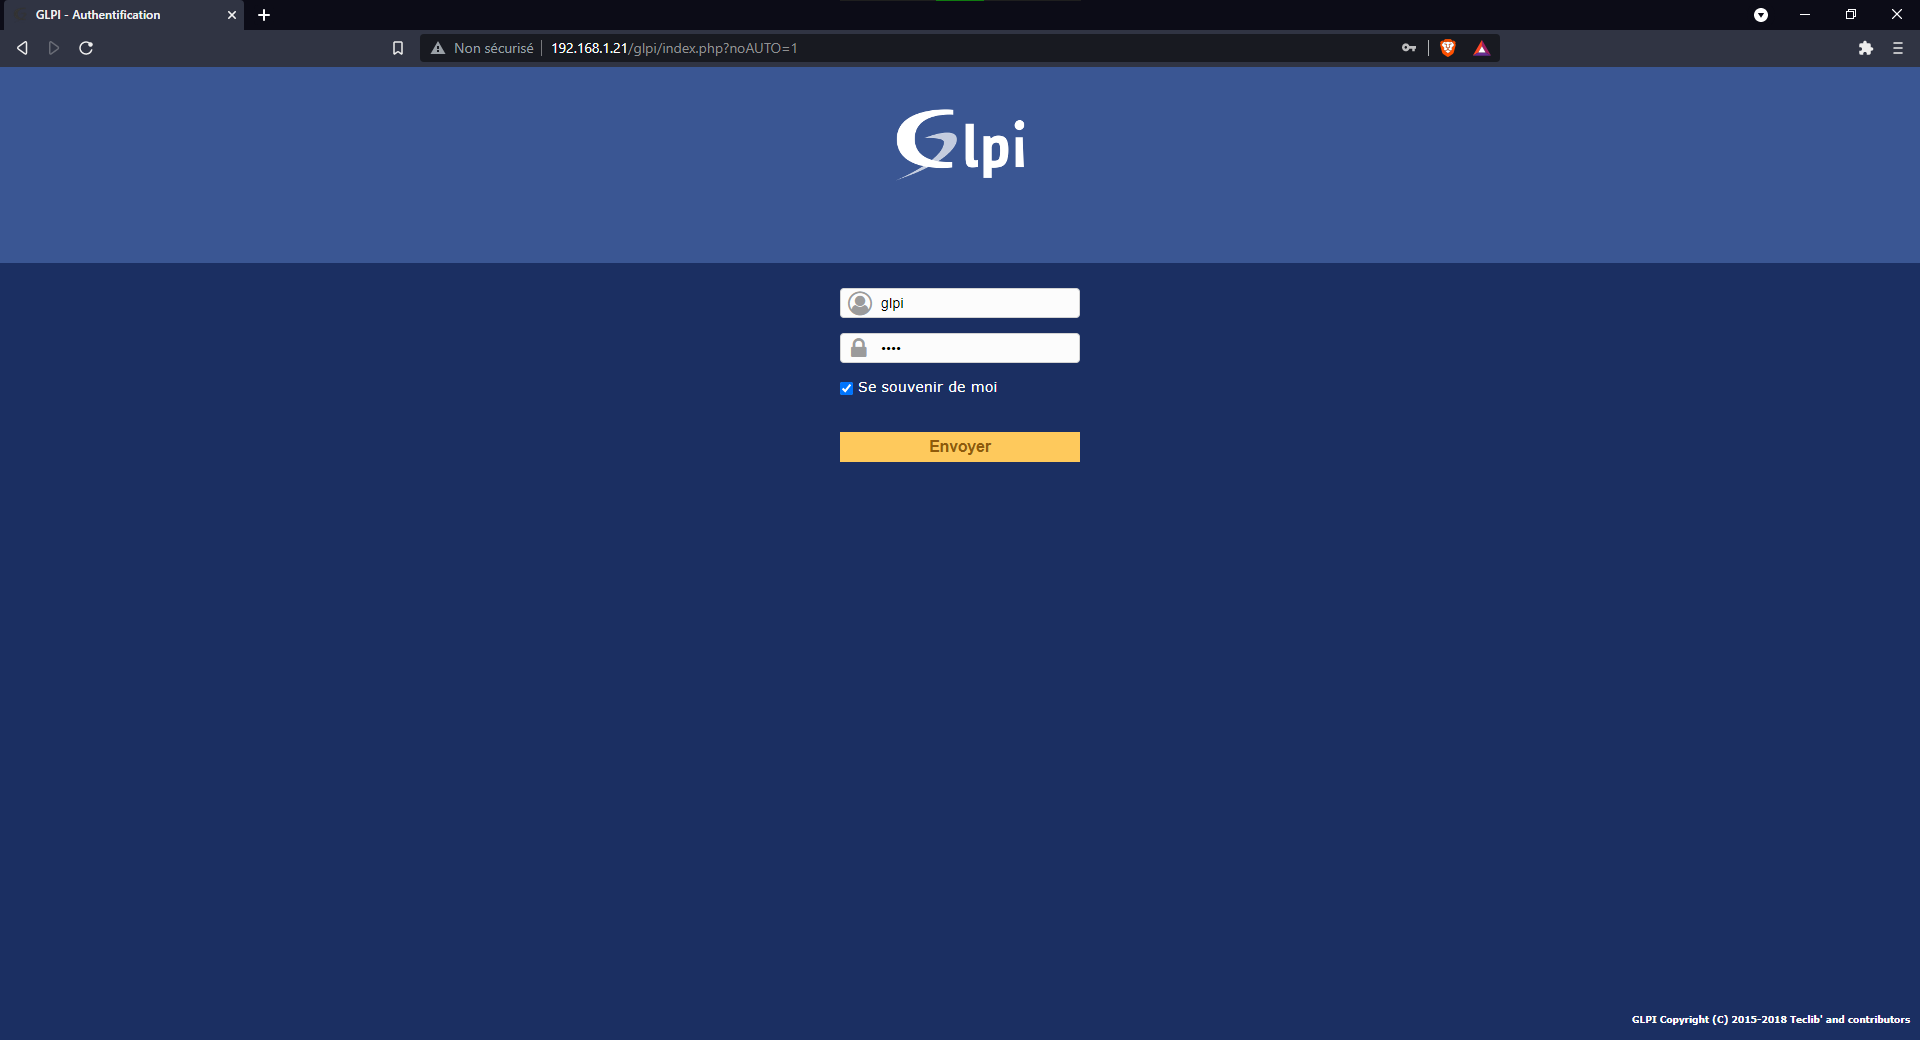 GLPI - Authentification
Non sécurisé 192.168.1.21/glpi/index.php?noAUTO=1
Glpi
glpi
••••
Se souvenir de moi
Envoyer
GLPI Copyright (C) 2015-2018 Teclib' and contributors